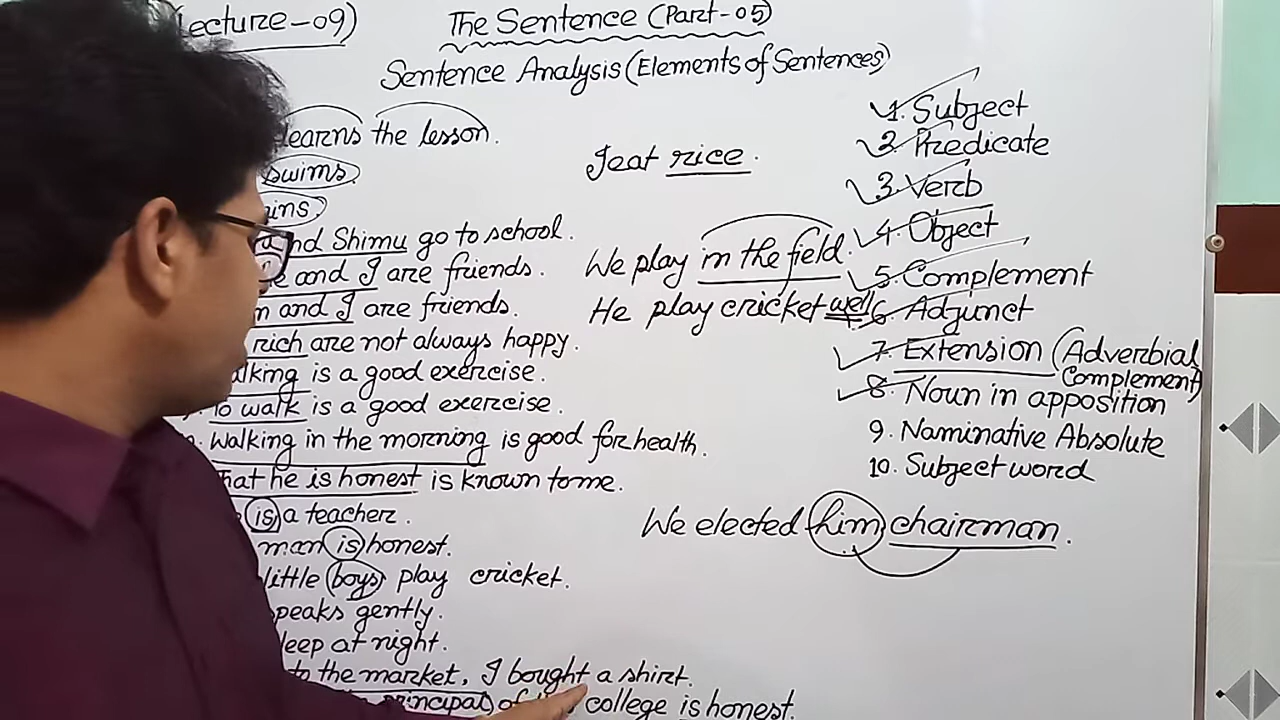 ecture-09)
The Sentence (Part-05)
Sentence Analysis (Elements of Sentences)
learns the lesson.
swims.
ins
nd Shimu go to school.
and I are friends.
and I are friends.
rich are not always happy.
alking is a good exercise.
To walk is a good exercise.
Walking in the morning is good for health.
hat he is honest is known to me.
is a teacher.
man is honest.
little boys play cricket.
peaks gently.
leep at night.
to the market, I bought a shirt.
principal of college is honest.
I eat rice.
We play in the field.
He play cricket well
We elected him chairman.
1. Subject
2. Predicate
3. Verb
4. Object
5. Complement
6. Adjunct
7. Extension (Adverbial Complement)
8. Noun in apposition
9. Naminative Absolute
10. Subject word